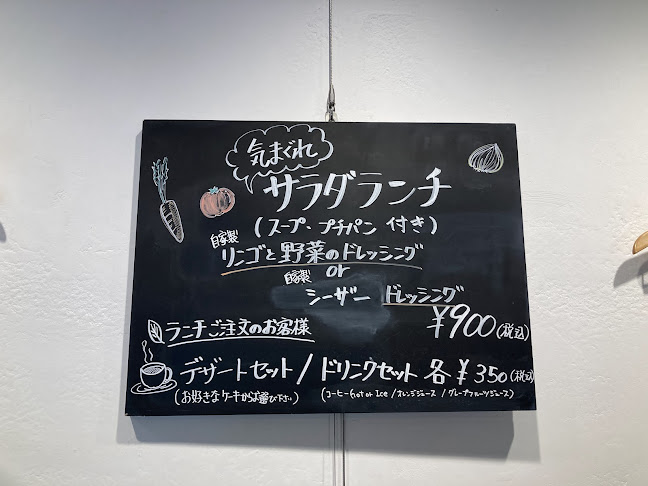 気まぐれ
サラダランチ
(スープ・プチパン 付き)
自家製
リンゴと野菜のドレッシング
or
自家製
シーザー ドレッシング
¥900(税込)
ランチご注文のお客様
デザートセット / ドリンクセット 各 ¥350(税込)
(お好きなケーキからお選び下さい) (コーヒー Hot or Ice / オレンジジュース / グレープフルーツジュース)